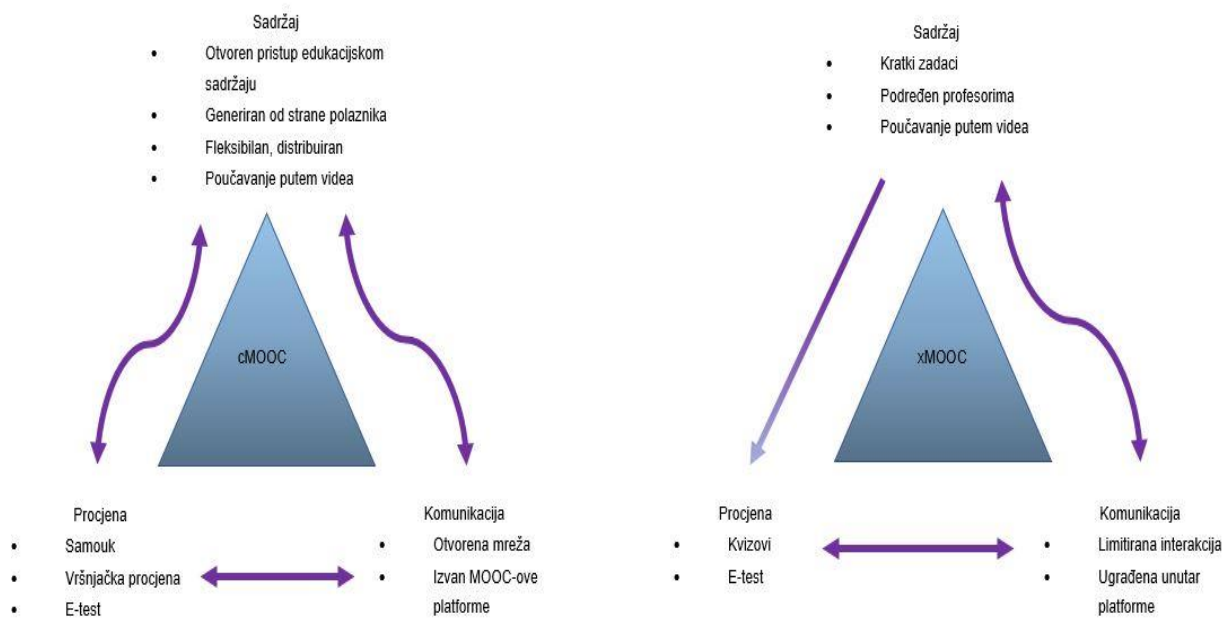 Sadržaj
• Otvoren pristup edukacijskom
sadržaju
• Generiran od strane polaznika
• Fleksibilan, distribuiran
• Poučavanje putem videa
cMOOC
Procjena
• Samouk
• Vršnjačka procjena
• E-test
Komunikacija
• Otvorena mreža
• Izvan MOOC-ove
platforme
Sadržaj
• Kratki zadaci
• Podređen profesorima
• Poučavanje putem videa
xMOOC
Procjena
• Kvizovi
• E-test
Komunikacija
• Limitirana interakcija
• Ugrađena unutar
platforme